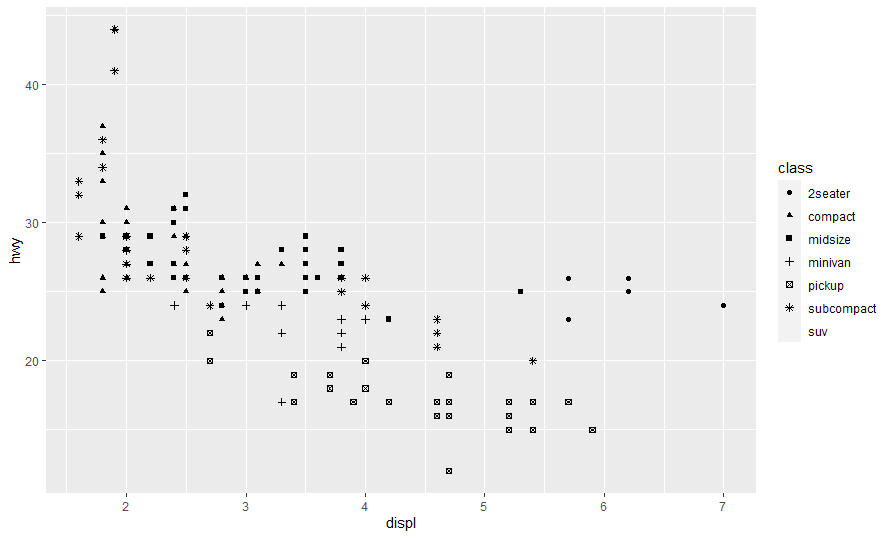 40
30
20
hwy
2
3
4
5
6
7
displ
class
2seater
compact
midsize
minivan
pickup
subcompact
suv